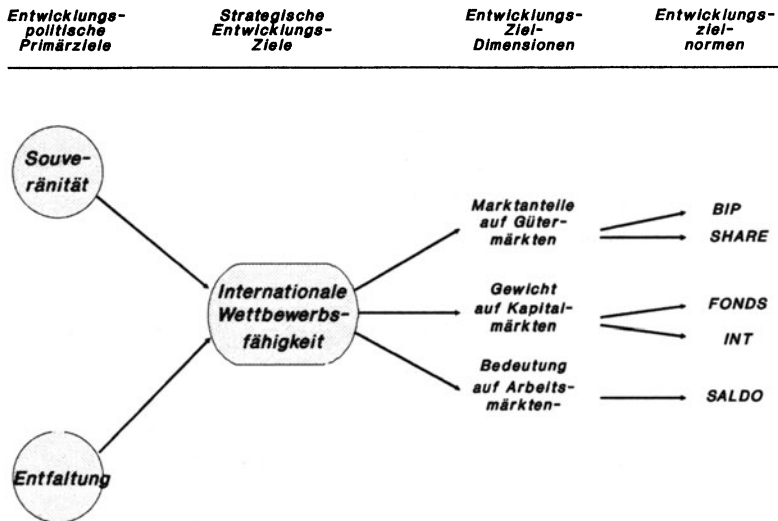 Entwicklungs-
politische
Primärziele
Strategische
Entwicklungs-
Ziele
Entwicklungs-
Ziel-
Dimensionen
Entwicklungs-
ziel-
normen
Souve-
ränität
Entfaltung
Internationale
Wettbewerbs-
fähigkeit
Marktanteile
auf Güter-
märkten
Gewicht
auf Kapital-
märkten
Bedeutung
auf Arbeits-
märkten-
BIP
SHARE
FONDS
INT
SALDO